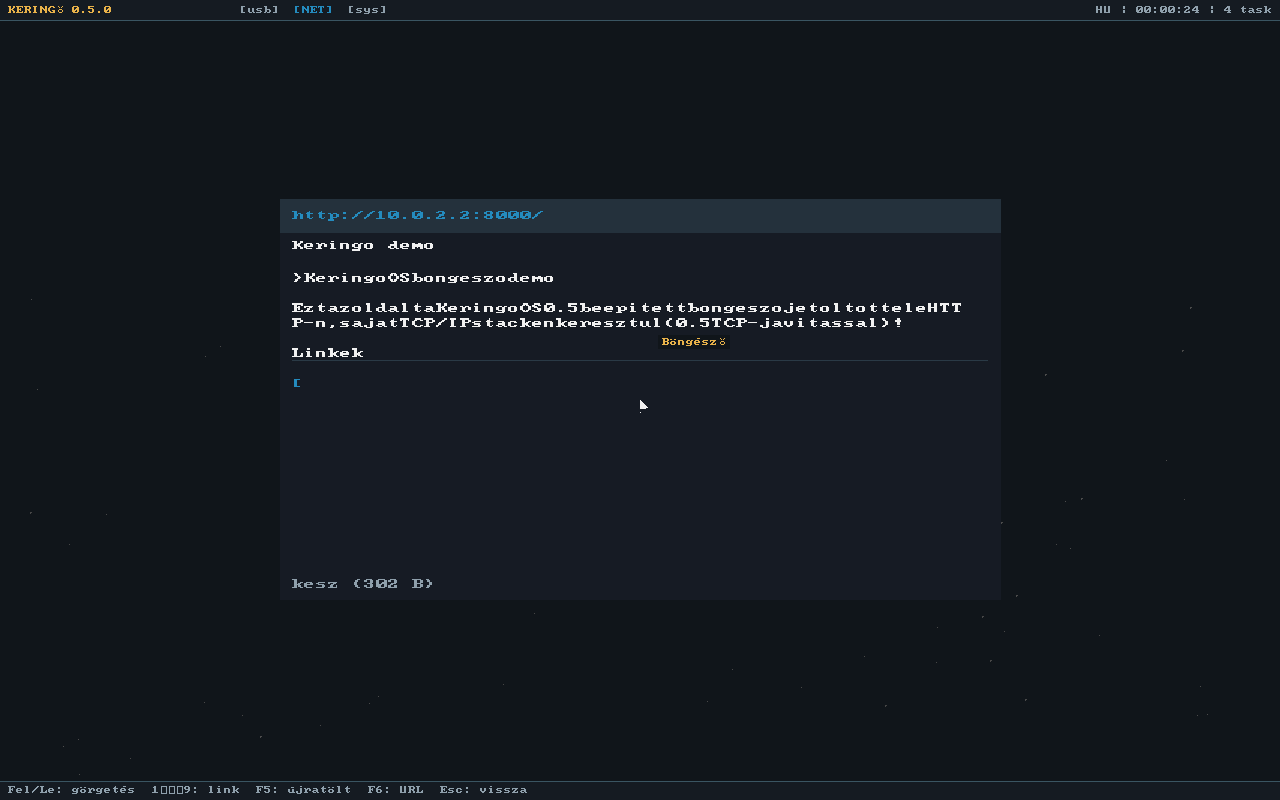 KERINGŐ 0.5.0 [usb] [NET] [sys] HU | 00:00:24 | 4 task
http://10.0.2.2:8000/
Keringo demo
>KeringoOSbongeszodemo
EztazoldaltaKeringoOS0.5beepitettbongeszojetoltotteleHTT
P-n,sajatTCP/IPstackenkeresztul(0.5TCP-javitassal)!
Böngésző
Linkek
[
kesz (302 B)
Fel/Le: görgetés 1▯▯▯9: link F5: újratölt F6: URL Esc: vissza